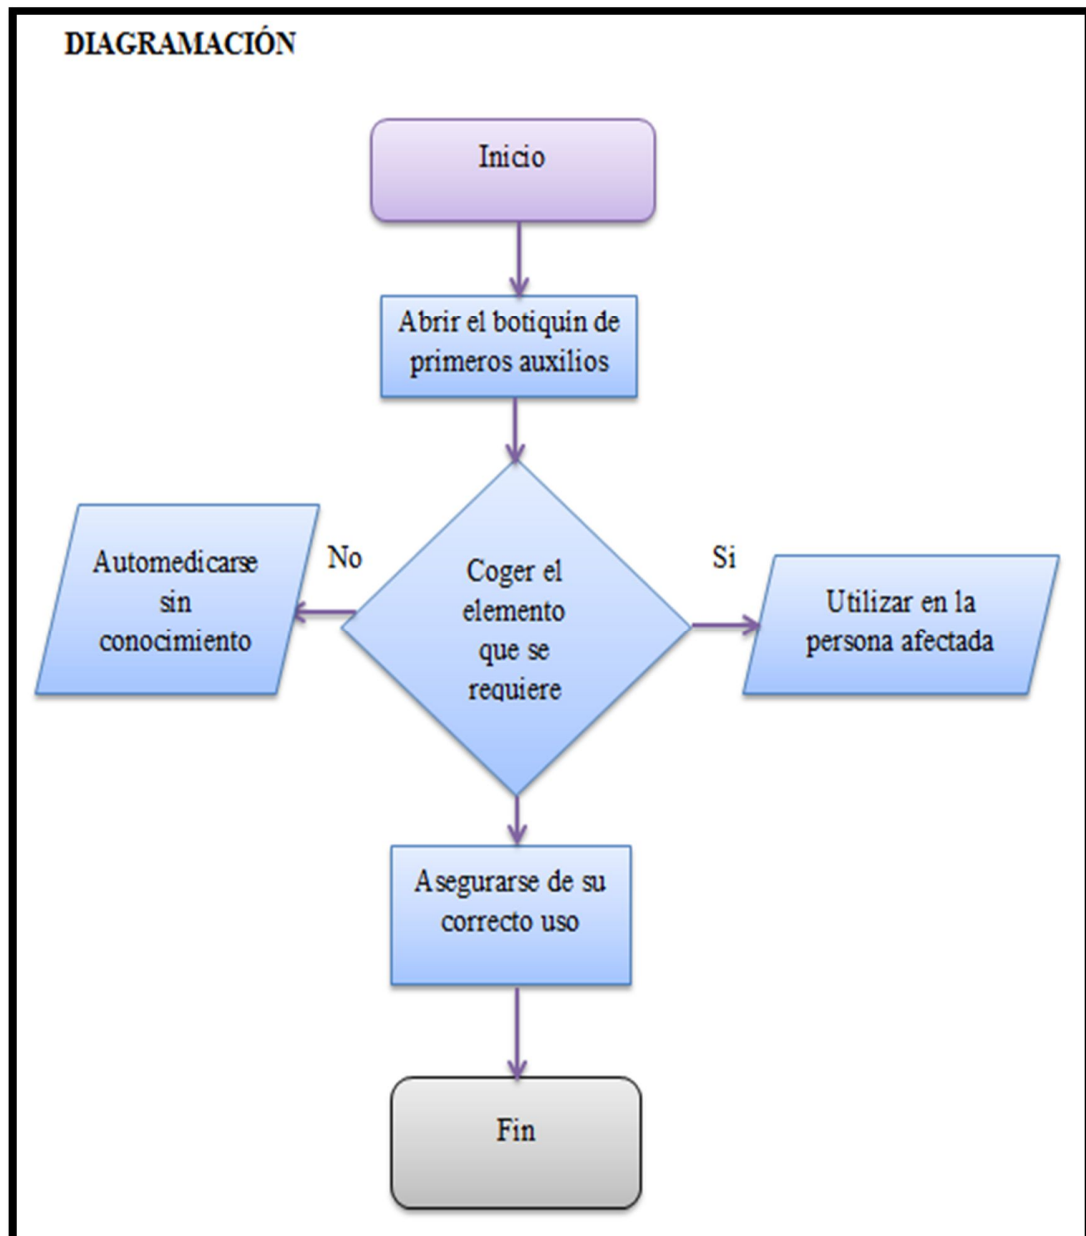 DIAGRAMACIÓN
Inicio
Abrir el botiquín de
primeros auxilios
No
Automedicarse
sin
conocimiento
Coger el
elemento
que se
requiere
Si
Utilizar en la
persona afectada
Asegurarse de su
correcto uso
Fin